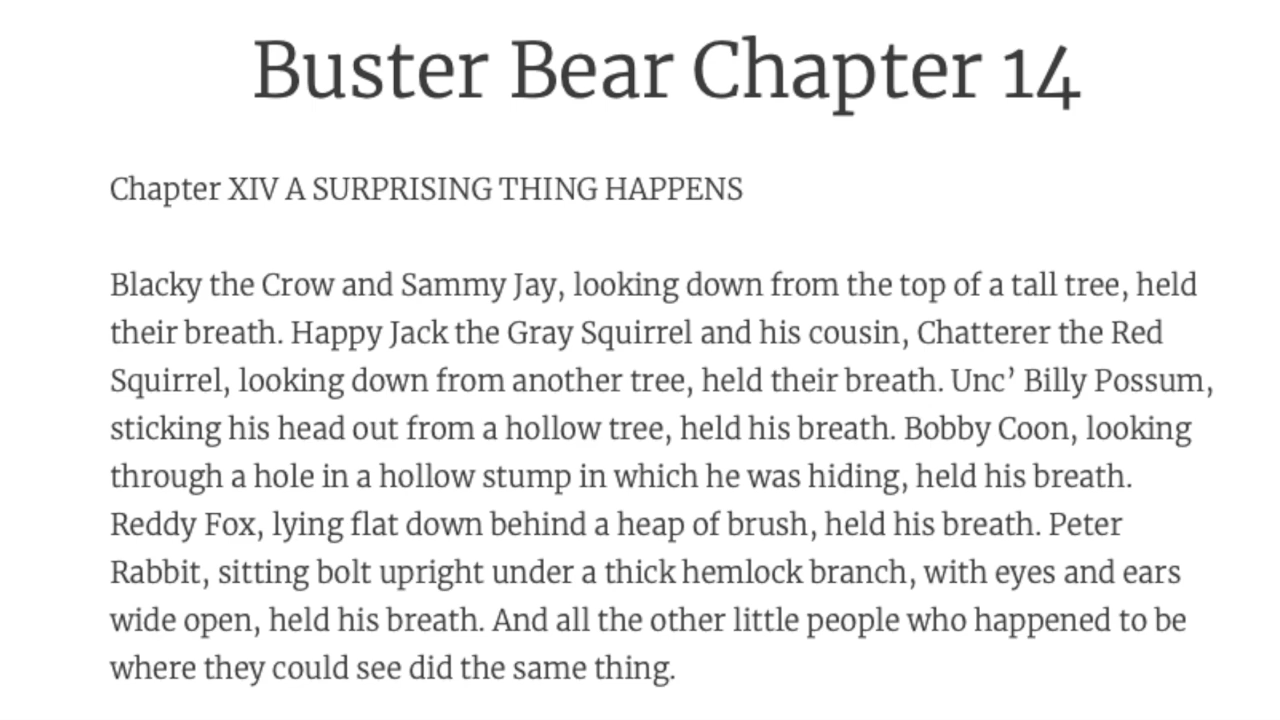 Buster Bear Chapter 14
Chapter XIV A SURPRISING THING HAPPENS
Blacky the Crow and Sammy Jay, looking down from the top of a tall tree, held
their breath. Happy Jack the Gray Squirrel and his cousin, Chatterer the Red
Squirrel, looking down from another tree, held their breath. Unc’ Billy Possum,
sticking his head out from a hollow tree, held his breath. Bobby Coon, looking
through a hole in a hollow stump in which he was hiding, held his breath.
Reddy Fox, lying flat down behind a heap of brush, held his breath. Peter
Rabbit, sitting bolt upright under a thick hemlock branch, with eyes and ears
wide open, held his breath. And all the other little people who happened to be
where they could see did the same thing.